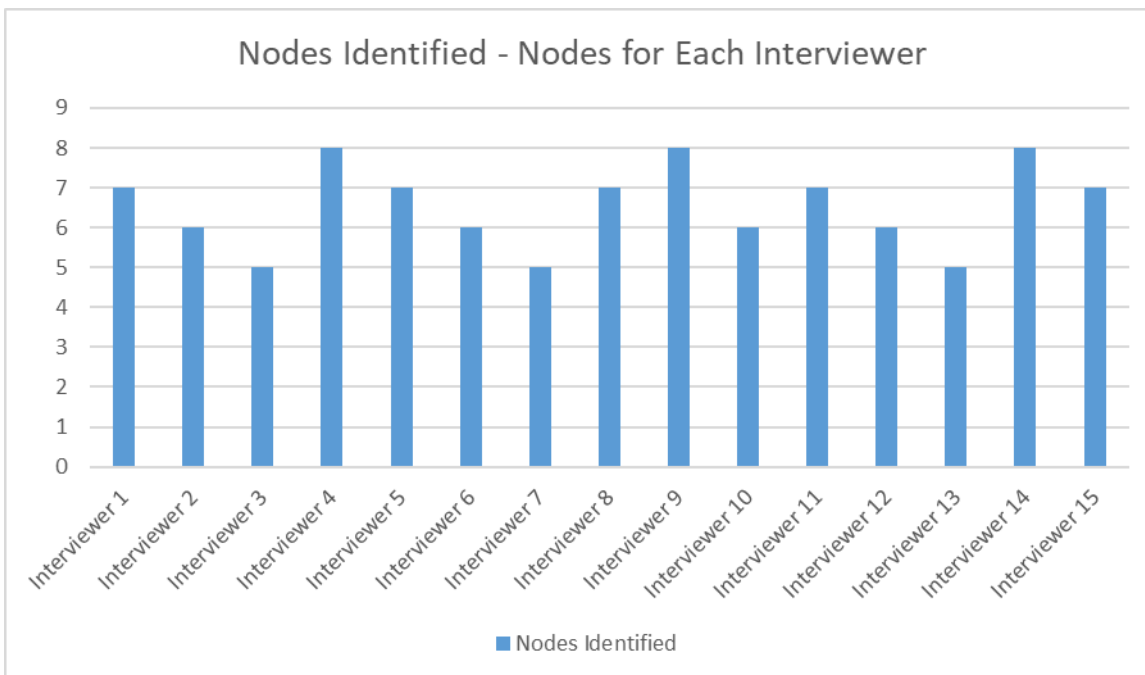 Nodes Identified - Nodes for Each Interviewer
9
8
7
6
5
4
3
2
1
0
Interviewer 1
Interviewer 2
Interviewer 3
Interviewer 4
Interviewer 5
Interviewer 6
Interviewer 7
Interviewer 8
Interviewer 9
Interviewer 10
Interviewer 11
Interviewer 12
Interviewer 13
Interviewer 14
Interviewer 15
Nodes Identified